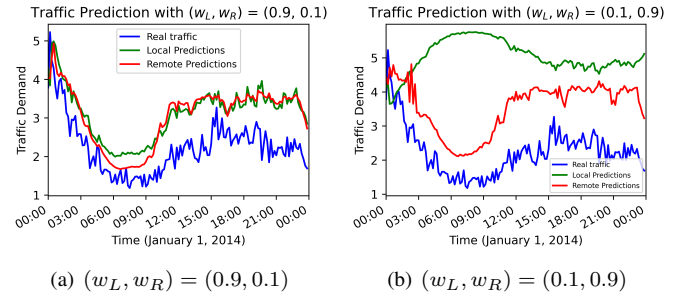 Traffic Prediction with (w_L, w_R) = (0.9, 0.1)
Traffic Demand
5
4
3
2
1
Real traffic
Local Predictions
Remote Predictions
00:00 03:00 06:00 09:00 12:00 15:00 18:00 21:00 00:00
Time (January 1, 2014)
(a) (w_L, w_R) = (0.9, 0.1)
Traffic Prediction with (w_L, w_R) = (0.1, 0.9)
Traffic Demand
5
4
3
2
1
Real traffic
Local Predictions
Remote Predictions
00:00 03:00 06:00 09:00 12:00 15:00 18:00 21:00 00:00
Time (January 1, 2014)
(b) (w_L, w_R) = (0.1, 0.9)